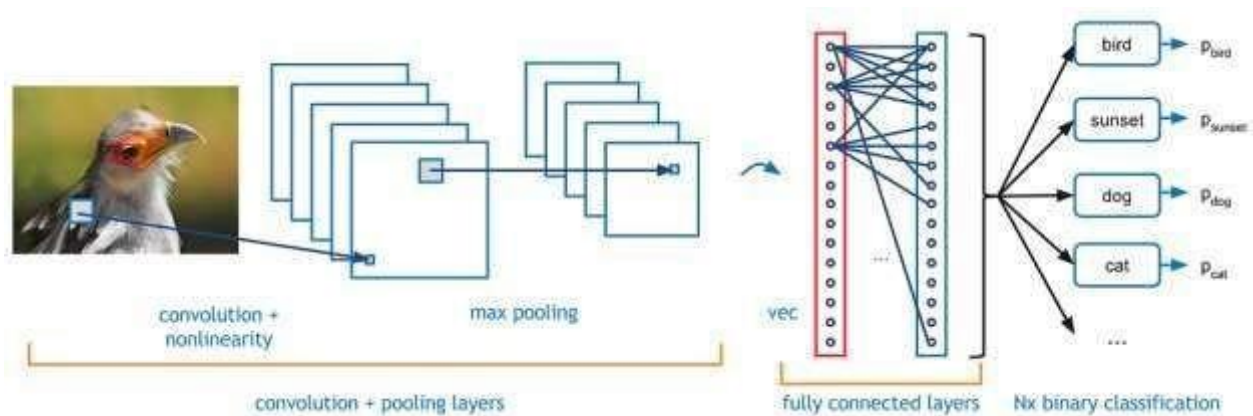 bird
p_bird
sunset
p_sunset
dog
p_dog
cat
p_cat
...
...
convolution +
nonlinearity
max pooling
vec
convolution + pooling layers
fully connected layers
Nx binary classification